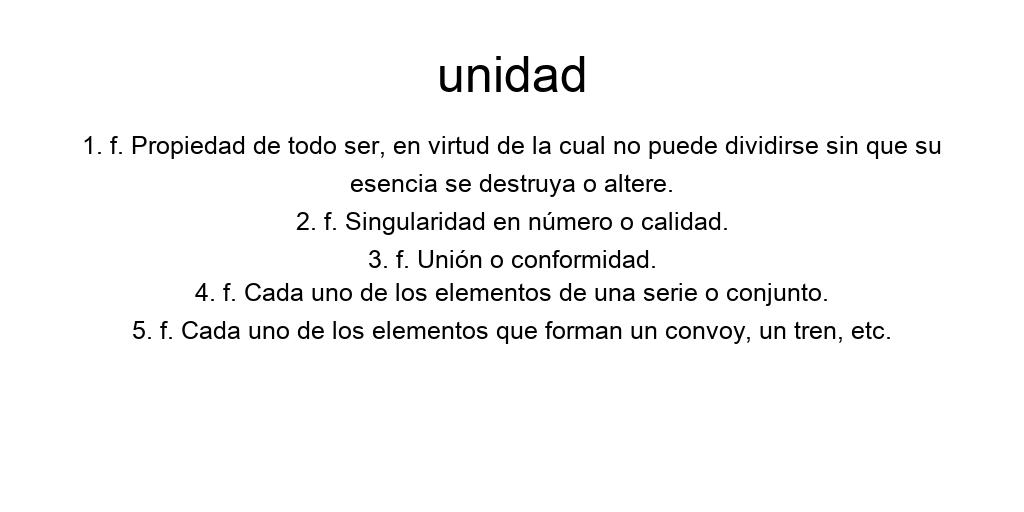 unidad
1. f. Propiedad de todo ser, en virtud de la cual no puede dividirse sin que su
esencia se destruya o altere.
2. f. Singularidad en número o calidad.
3. f. Unión o conformidad.
4. f. Cada uno de los elementos de una serie o conjunto.
5. f. Cada uno de los elementos que forman un convoy, un tren, etc.